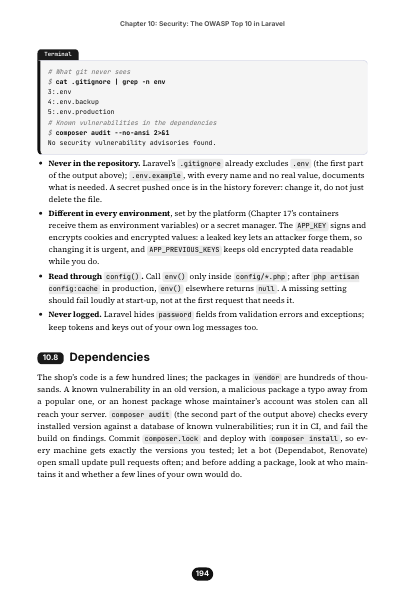 Chapter 10: Security: The OWASP Top 10 in Laravel
Terminal
# What git never sees
$ cat .gitignore | grep -n env
3:.env
4:.env.backup
5:.env.production
# Known vulnerabilities in the dependencies
$ composer audit --no-ansi 2>&1
No security vulnerability advisories found.
• Never in the repository. Laravel's .gitignore already excludes .env (the first part
of the output above); .env.example, with every name and no real value, documents
what is needed. A secret pushed once is in the history forever: change it, do not just
delete the file.
• Different in every environment, set by the platform (Chapter 17's containers
receive them as environment variables) or a secret manager. The APP_KEY signs and
encrypts cookies and encrypted values: a leaked key lets an attacker forge them, so
changing it is urgent, and APP_PREVIOUS_KEYS keeps old encrypted data readable
while you do.
• Read through config(). Call env() only inside config/*.php; after php artisan
config:cache in production, env() elsewhere returns null. A missing setting
should fail loudly at start-up, not at the first request that needs it.
• Never logged. Laravel hides password fields from validation errors and exceptions;
keep tokens and keys out of your own log messages too.
10.8 Dependencies
The shop's code is a few hundred lines; the packages in vendor are hundreds of thou-
sands. A known vulnerability in an old version, a malicious package a typo away from
a popular one, or an honest package whose maintainer's account was stolen can all
reach your server. composer audit (the second part of the output above) checks every
installed version against a database of known vulnerabilities; run it in CI, and fail the
build on findings. Commit composer.lock and deploy with composer install, so ev-
ery machine gets exactly the versions you tested; let a bot (Dependabot, Renovate)
open small update pull requests often; and before adding a package, look at who main-
tains it and whether a few lines of your own would do.
194